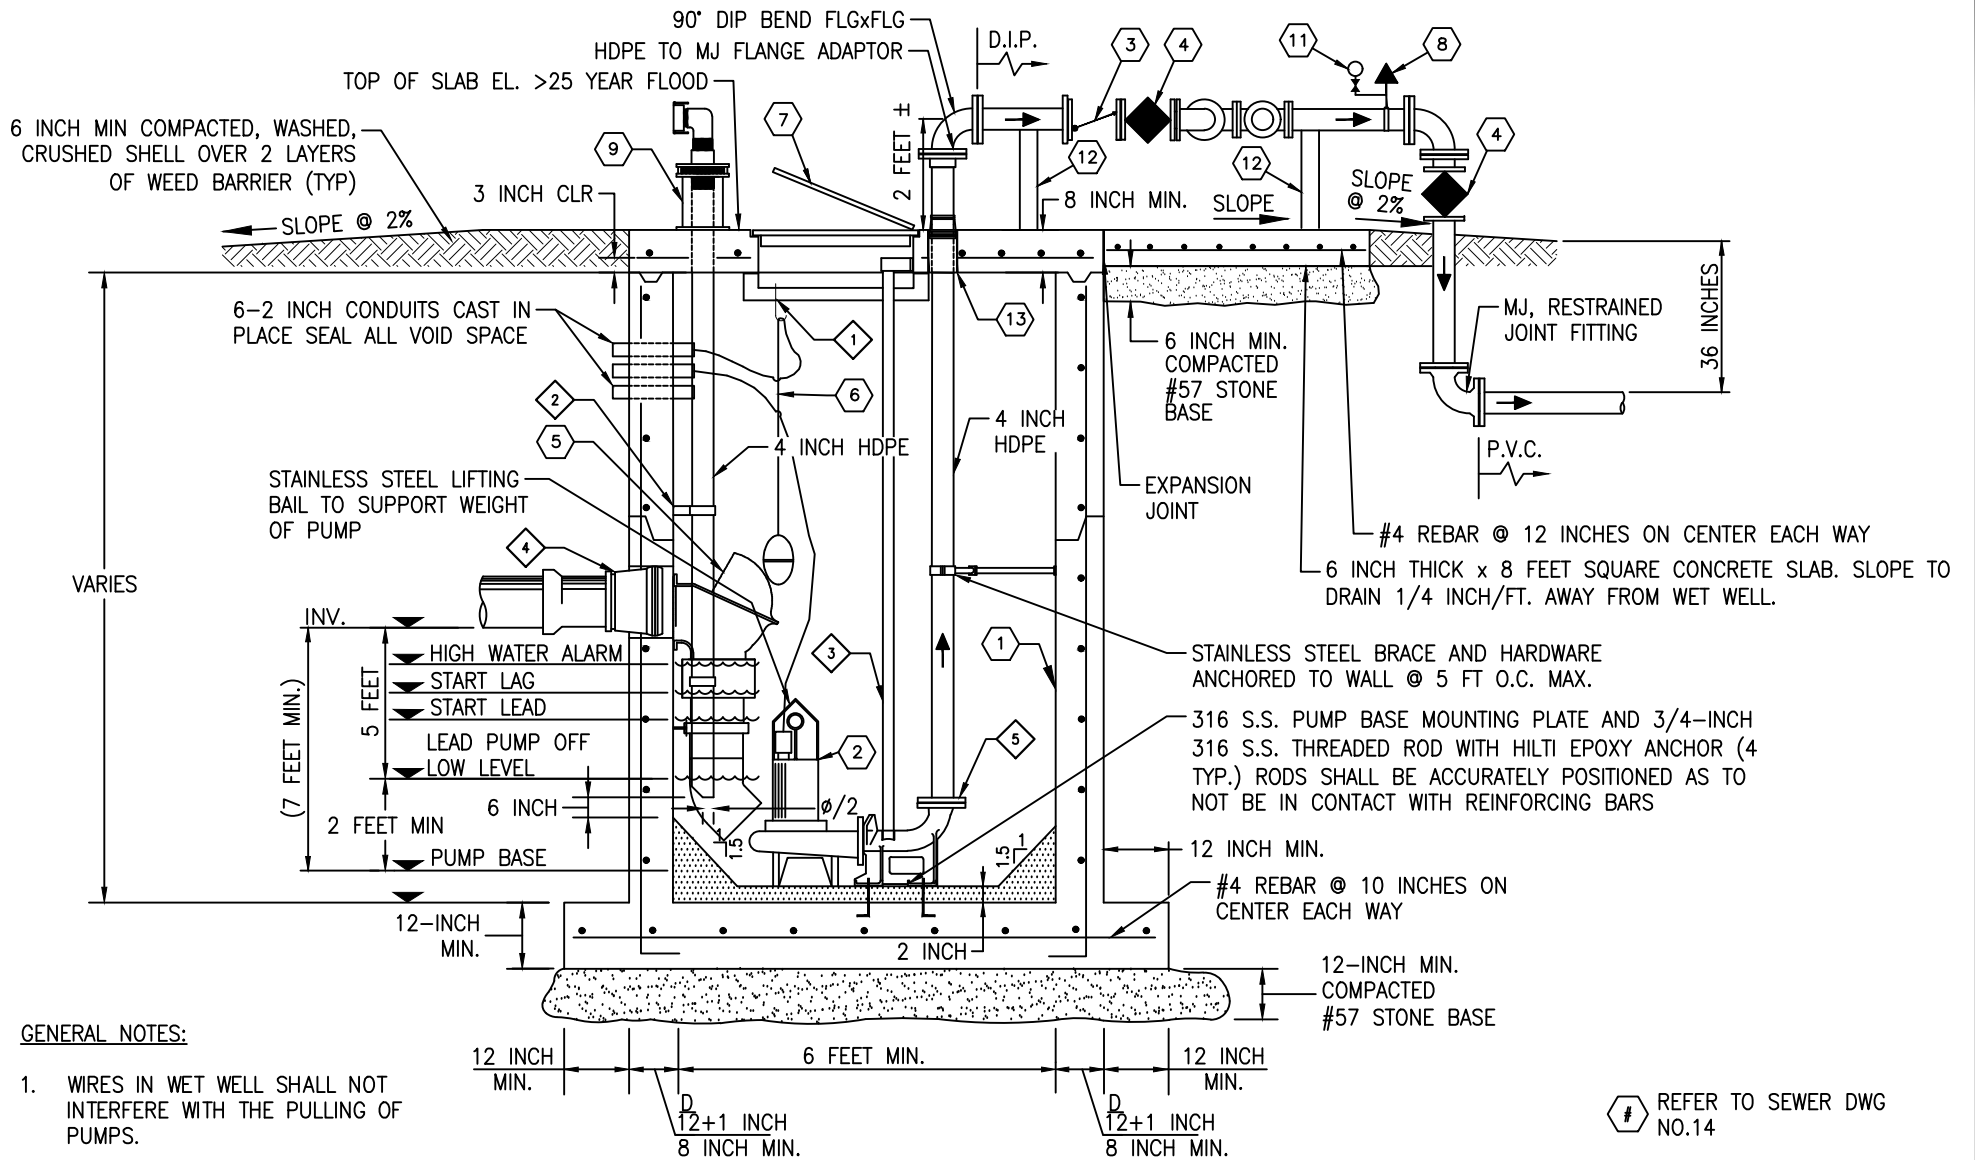 90° DIP BEND FLGxFLG
HDPE TO MJ FLANGE ADAPTOR
TOP OF SLAB EL. >25 YEAR FLOOD
D.I.P.
3
4
11
8
6 INCH MIN COMPACTED, WASHED,
CRUSHED SHELL OVER 2 LAYERS
OF WEED BARRIER (TYP)
9
7
2 FEET ±
12
12
4
3 INCH CLR
8 INCH MIN.
SLOPE
SLOPE
@ 2%
SLOPE @ 2%
36 INCHES
6-2 INCH CONDUITS CAST IN
PLACE SEAL ALL VOID SPACE
1
13
MJ, RESTRAINED
JOINT FITTING
6 INCH MIN.
COMPACTED
#57 STONE
BASE
2
6
5
4 INCH HDPE
4 INCH
HDPE
P.V.C.
STAINLESS STEEL LIFTING
BAIL TO SUPPORT WEIGHT
OF PUMP
EXPANSION
JOINT
#4 REBAR @ 12 INCHES ON CENTER EACH WAY
4
6 INCH THICK x 8 FEET SQUARE CONCRETE SLAB. SLOPE TO
DRAIN 1/4 INCH/FT. AWAY FROM WET WELL.
VARIES
INV.
HIGH WATER ALARM
START LAG
START LEAD
LEAD PUMP OFF
LOW LEVEL
5 FEET
(7 FEET MIN.)
3
1
STAINLESS STEEL BRACE AND HARDWARE
ANCHORED TO WALL @ 5 FT O.C. MAX.
2
5
316 S.S. PUMP BASE MOUNTING PLATE AND 3/4-INCH
316 S.S. THREADED ROD WITH HILTI EPOXY ANCHOR (4
TYP.) RODS SHALL BE ACCURATELY POSITIONED AS TO
NOT BE IN CONTACT WITH REINFORCING BARS
6 INCH
Ø/2
2 FEET MIN
1
1.5
1.5
1
PUMP BASE
12 INCH MIN.
#4 REBAR @ 10 INCHES ON
CENTER EACH WAY
12-INCH
MIN.
2 INCH
12-INCH MIN.
COMPACTED
#57 STONE BASE
GENERAL NOTES:
1. WIRES IN WET WELL SHALL NOT
INTERFERE WITH THE PULLING OF
PUMPS.
12 INCH
MIN.
6 FEET MIN.
12 INCH
MIN.
D
12+1 INCH
8 INCH MIN.
D
12+1 INCH
8 INCH MIN.
# REFER TO SEWER DWG
NO.14